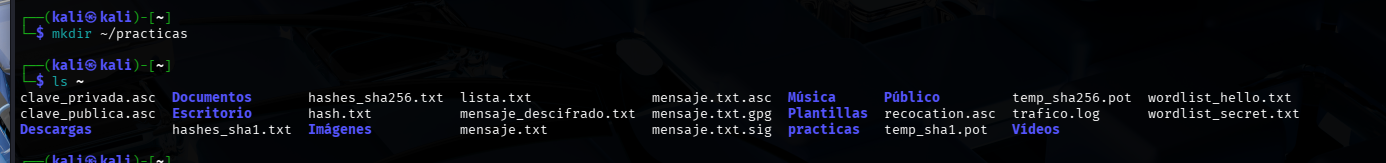 ┌──(kali㉿kali)-[~]
└─$ mkdir ~/practicas
┌──(kali㉿kali)-[~]
└─$ ls ~
clave_privada.asc Documentos hashes_sha256.txt lista.txt mensaje.txt.asc Música Público temp_sha256.pot wordlist_hello.txt
clave_publica.asc Escritorio hash.txt mensaje_descifrado.txt mensaje.txt.gpg Plantillas recocation.asc trafico.log wordlist_secret.txt
Descargas hashes_sha1.txt Imágenes mensaje.txt mensaje.txt.sig practicas temp_sha1.pot Vídeos
┌──(kali㉿kali)-[~]